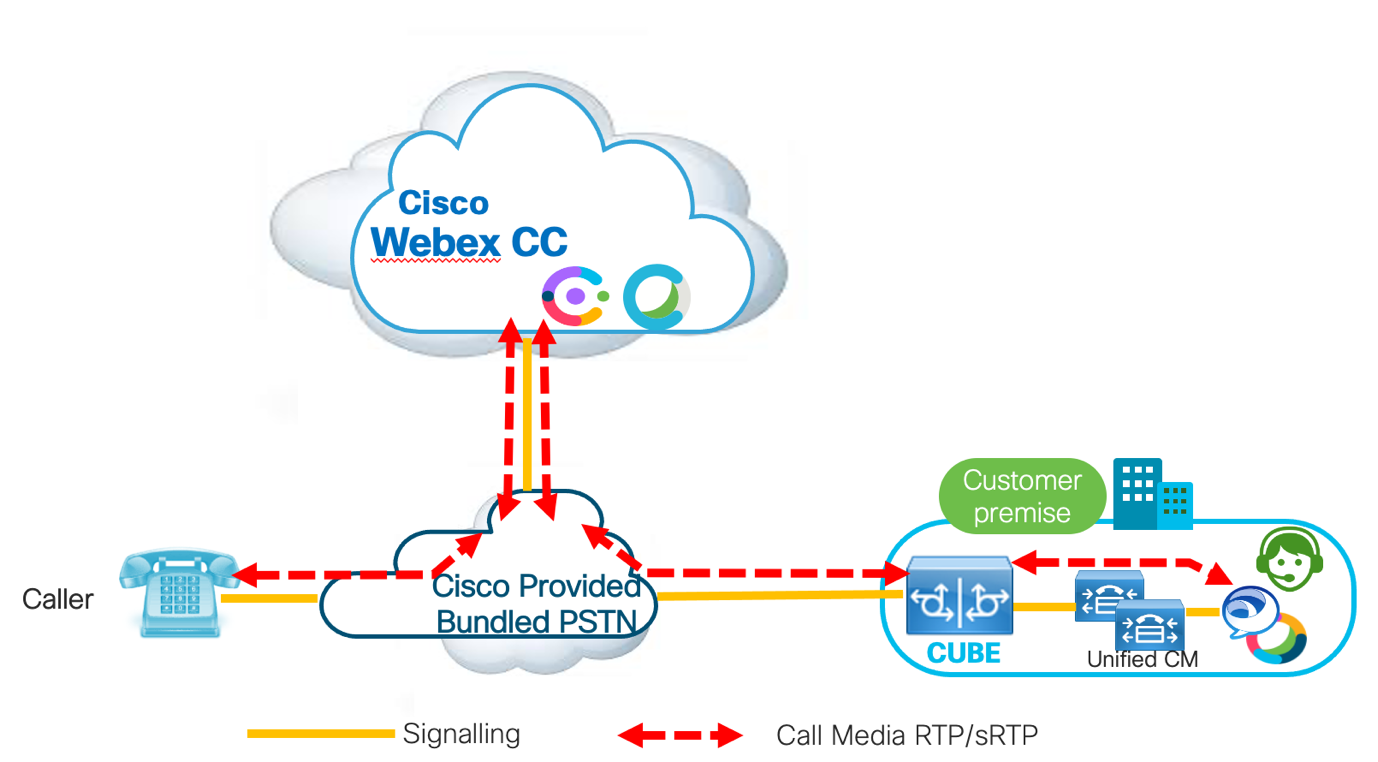 Cisco
Webex CC
Customer
premise
Caller
Cisco Provided
Bundled PSTN
CUBE
Unified CM
Signalling
Call Media RTP/sRTP